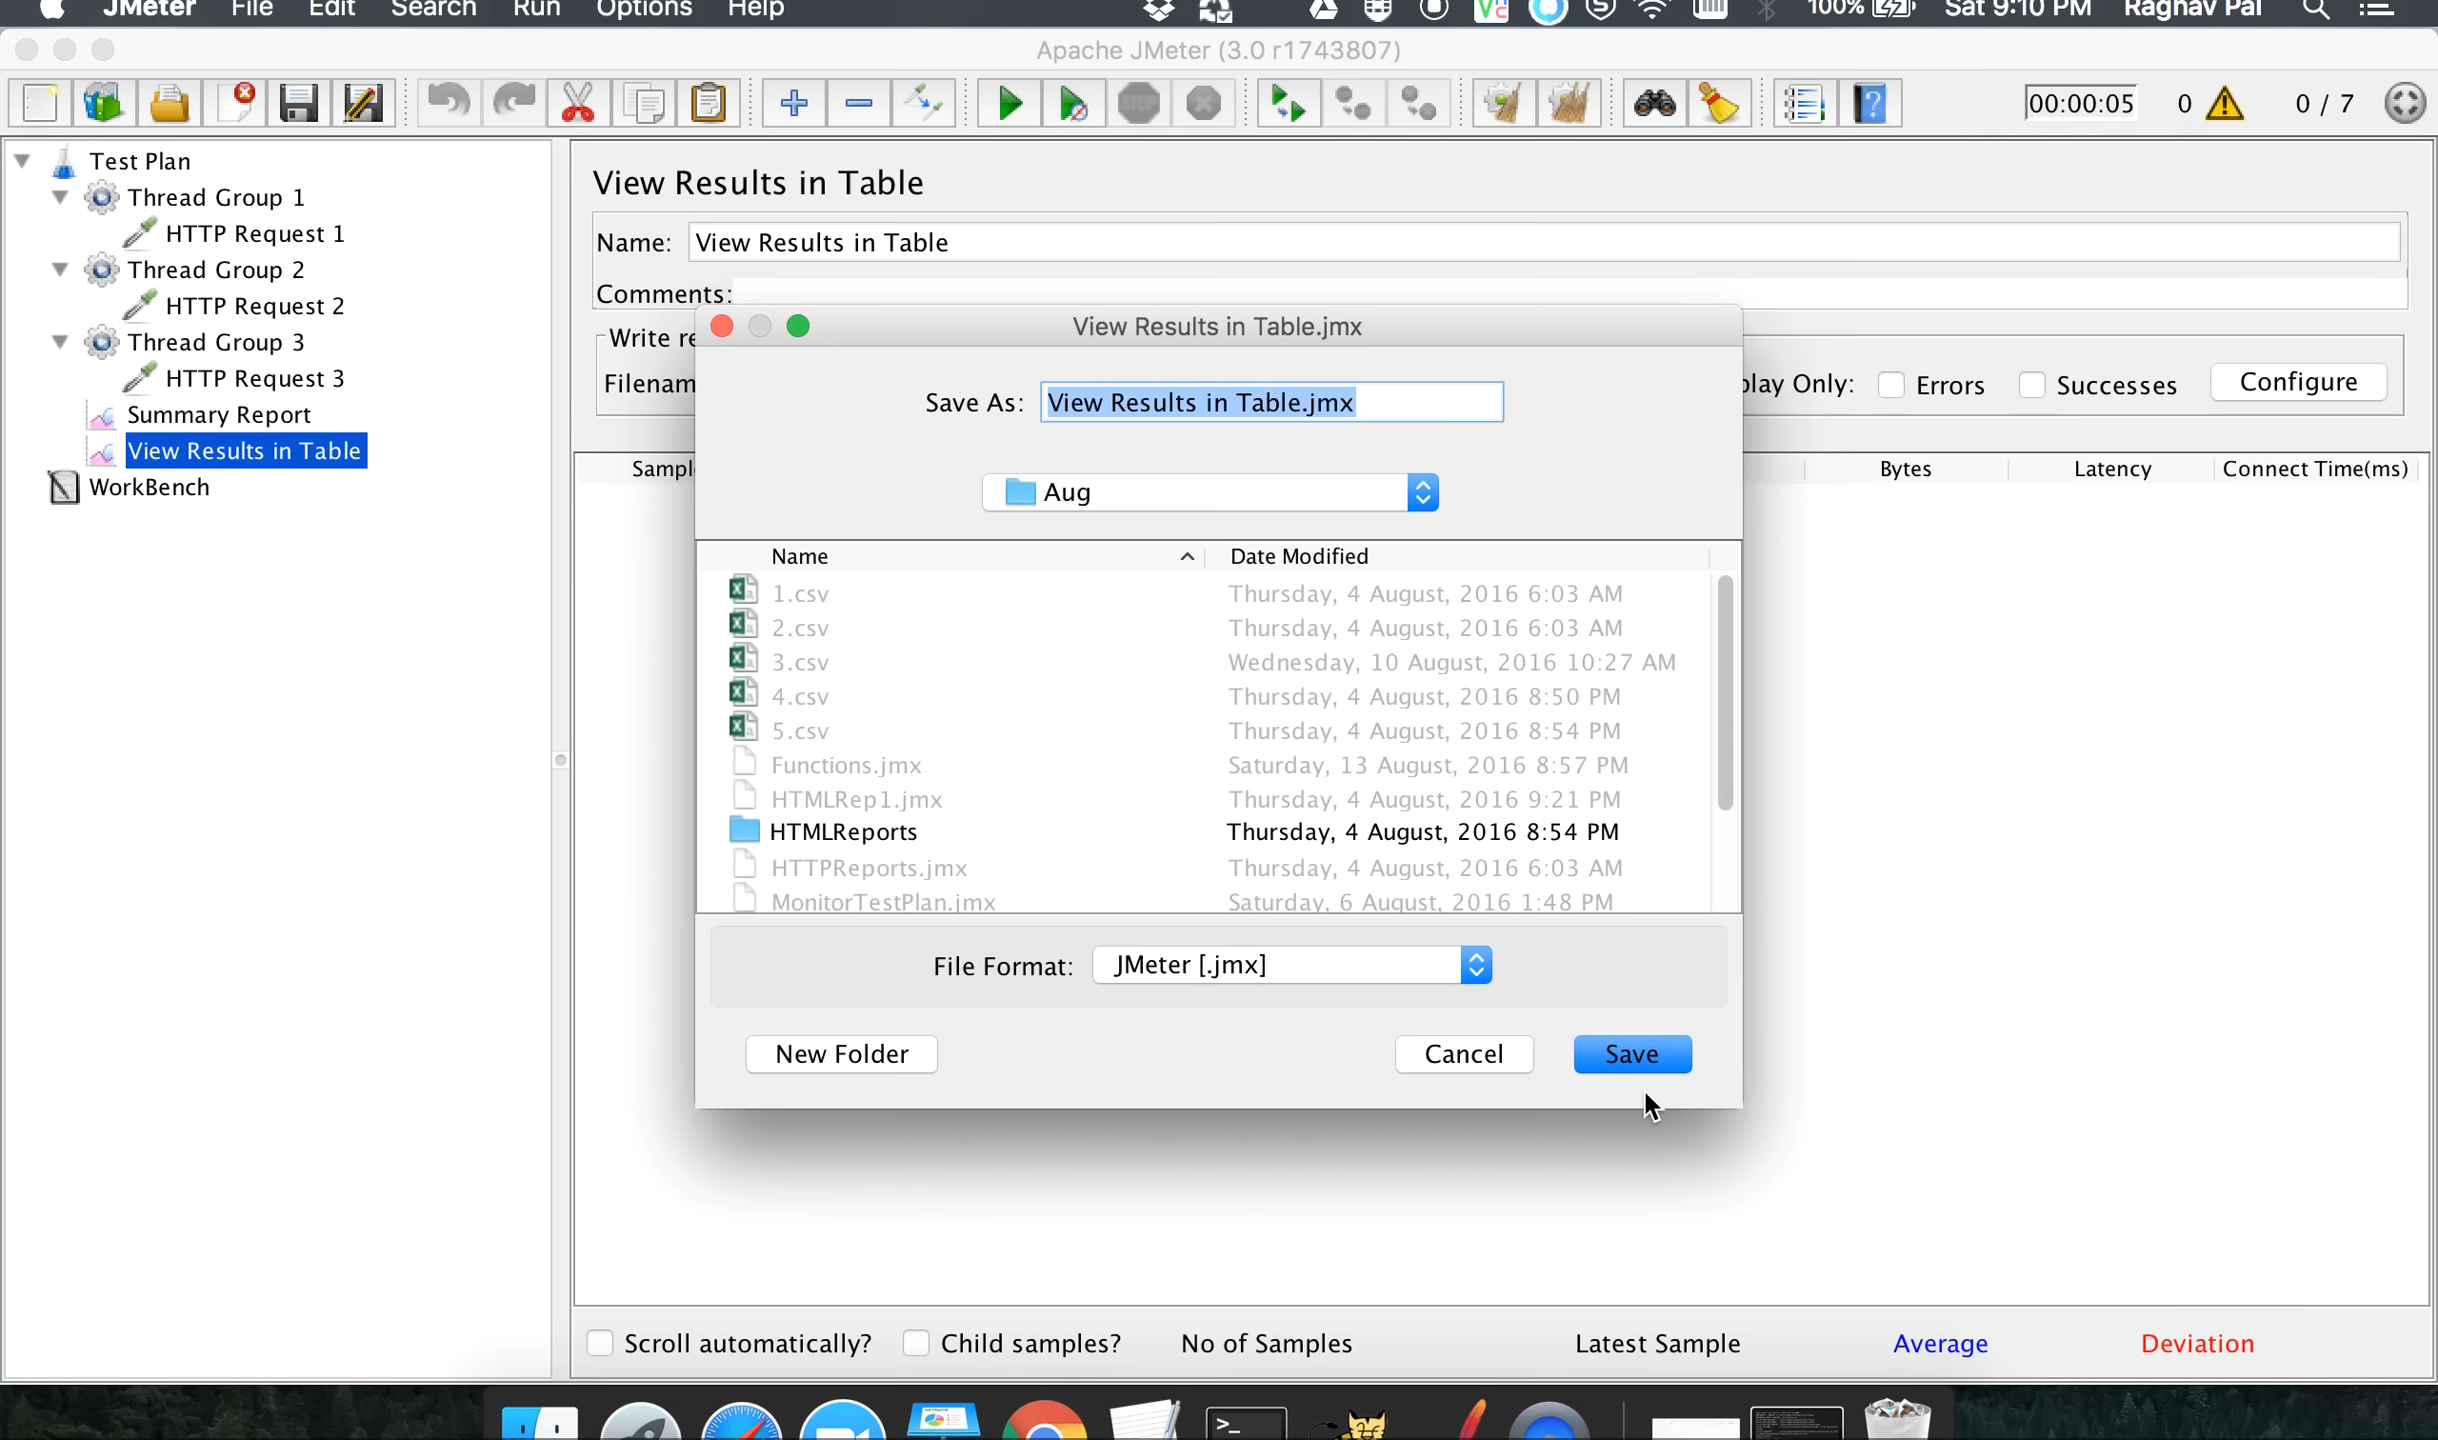 JMeter File Edit Search Run Options Help 100% Sat 9:10 PM Raghav Pal
Apache JMeter (3.0 r1743807)
STOP 00:00:05 0 0 / 7
Test Plan
Thread Group 1
HTTP Request 1
Thread Group 2
HTTP Request 2
Thread Group 3
HTTP Request 3
Summary Report
View Results in Table
WorkBench
View Results in Table
Name: View Results in Table
Comments:
Write re
Filenam play Only: Errors Successes Configure
Sampl Bytes Latency Connect Time(ms)
View Results in Table.jmx
Save As: View Results in Table.jmx
Aug
Name Date Modified
1.csv Thursday, 4 August, 2016 6:03 AM
2.csv Thursday, 4 August, 2016 6:03 AM
3.csv Wednesday, 10 August, 2016 10:27 AM
4.csv Thursday, 4 August, 2016 8:50 PM
5.csv Thursday, 4 August, 2016 8:54 PM
Functions.jmx Saturday, 13 August, 2016 8:57 PM
HTMLRep1.jmx Thursday, 4 August, 2016 9:21 PM
HTMLReports Thursday, 4 August, 2016 8:54 PM
HTTPReports.jmx Thursday, 4 August, 2016 6:03 AM
MonitorTestPlan.jmx Saturday, 6 August, 2016 1:48 PM
File Format: JMeter [.jmx]
New Folder Cancel Save
Scroll automatically? Child samples? No of Samples Latest Sample Average Deviation